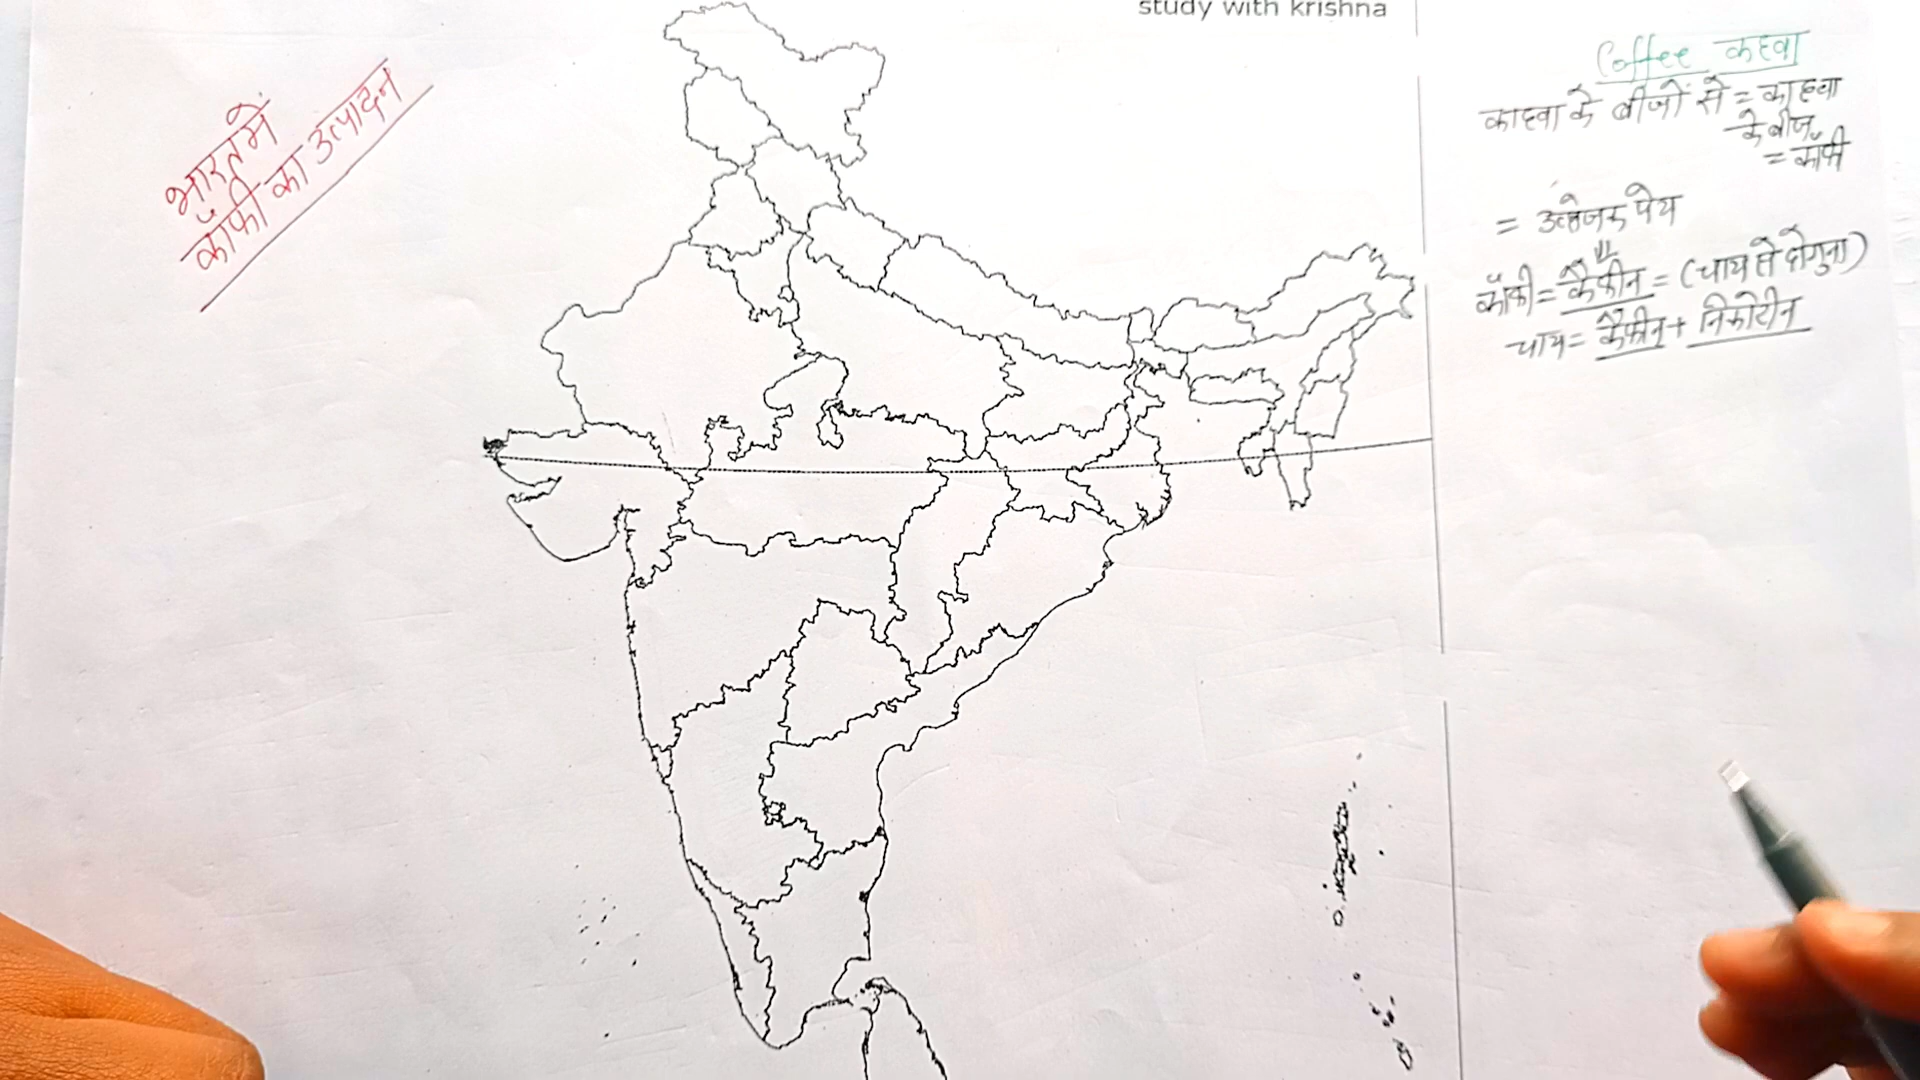 study with krishna
भारत में
कॉफी का उत्पादन
Coffee कहवा
काहवा के बीजों से = काहवा
के बीज
= कॉफी
= उत्तेजक पेय
कॉफी = कैफीन = (चाय से दोगुना)
चाय = कैफीन + निकोटीन